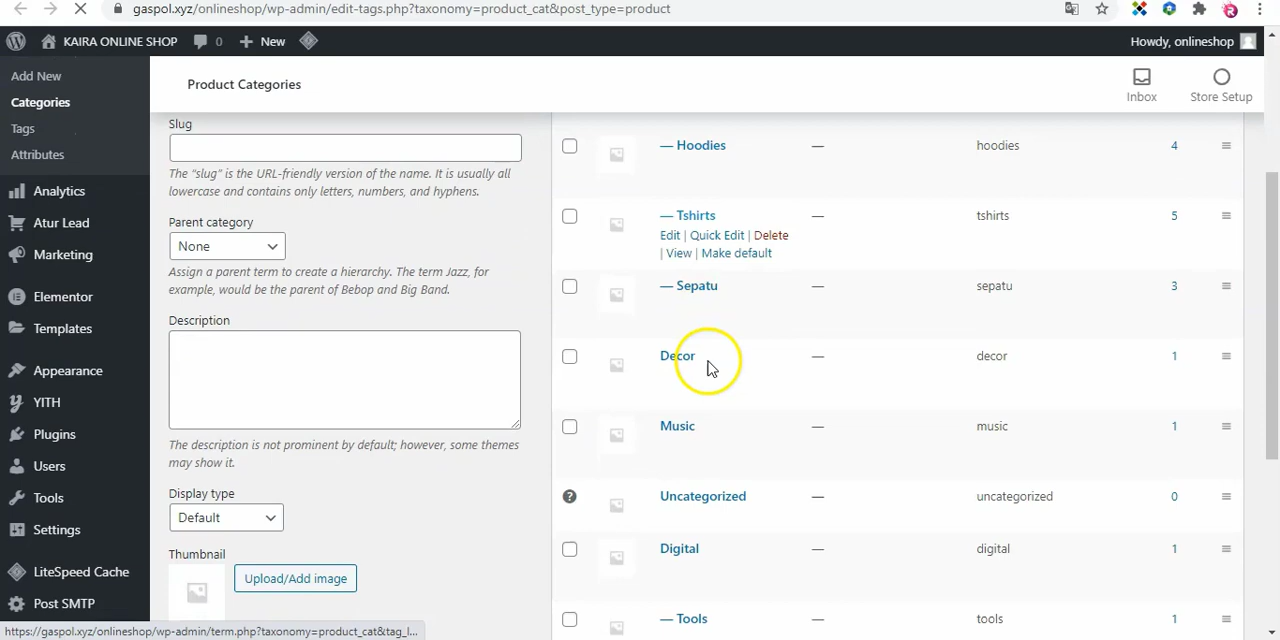 gaspol.xyz/onlineshop/wp-admin/edit-tags.php?taxonomy=product_cat&post_type=product
KAIRA ONLINE SHOP
0
New
Howdy, onlineshop
Add New
Categories
Tags
Attributes
Analytics
Atur Lead
Marketing
Elementor
Templates
Appearance
YITH
Plugins
Users
Tools
Settings
LiteSpeed Cache
Post SMTP
Product Categories
Inbox
Store Setup
Slug
The “slug” is the URL-friendly version of the name. It is usually all
lowercase and contains only letters, numbers, and hyphens.
Parent category
None
Assign a parent term to create a hierarchy. The term Jazz, for
example, would be the parent of Bebop and Big Band.
Description
The description is not prominent by default; however, some themes
may show it.
Display type
Default
Thumbnail
Upload/Add image
— Hoodies — hoodies 4
— Tshirts — tshirts 5
Edit | Quick Edit | Delete
| View | Make default
— Sepatu — sepatu 3
Decor — decor 1
Music — music 1
? Uncategorized — uncategorized 0
Digital — digital 1
— Tools — tools 1
https://gaspol.xyz/onlineshop/wp-admin/term.php?taxonomy=product_cat&tag_I...